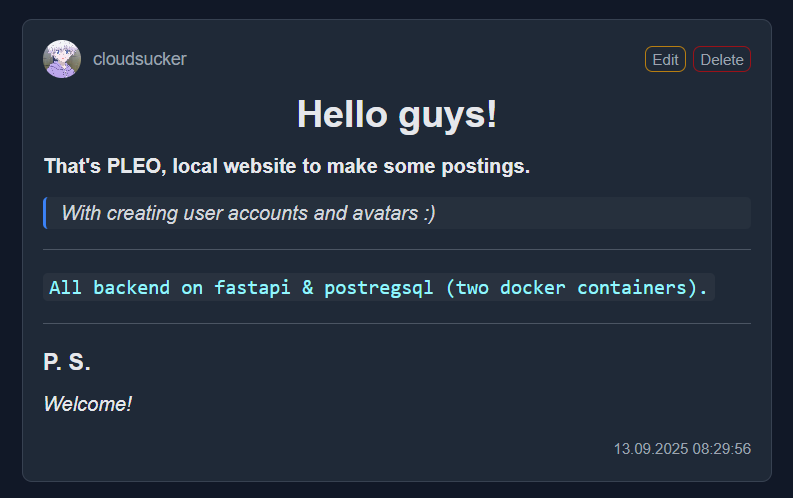 cloudsucker
Edit Delete
Hello guys!
That's PLEO, local website to make some postings.
With creating user accounts and avatars :)
All backend on fastapi & postregsql (two docker containers).
P. S.
Welcome!
13.09.2025 08:29:56